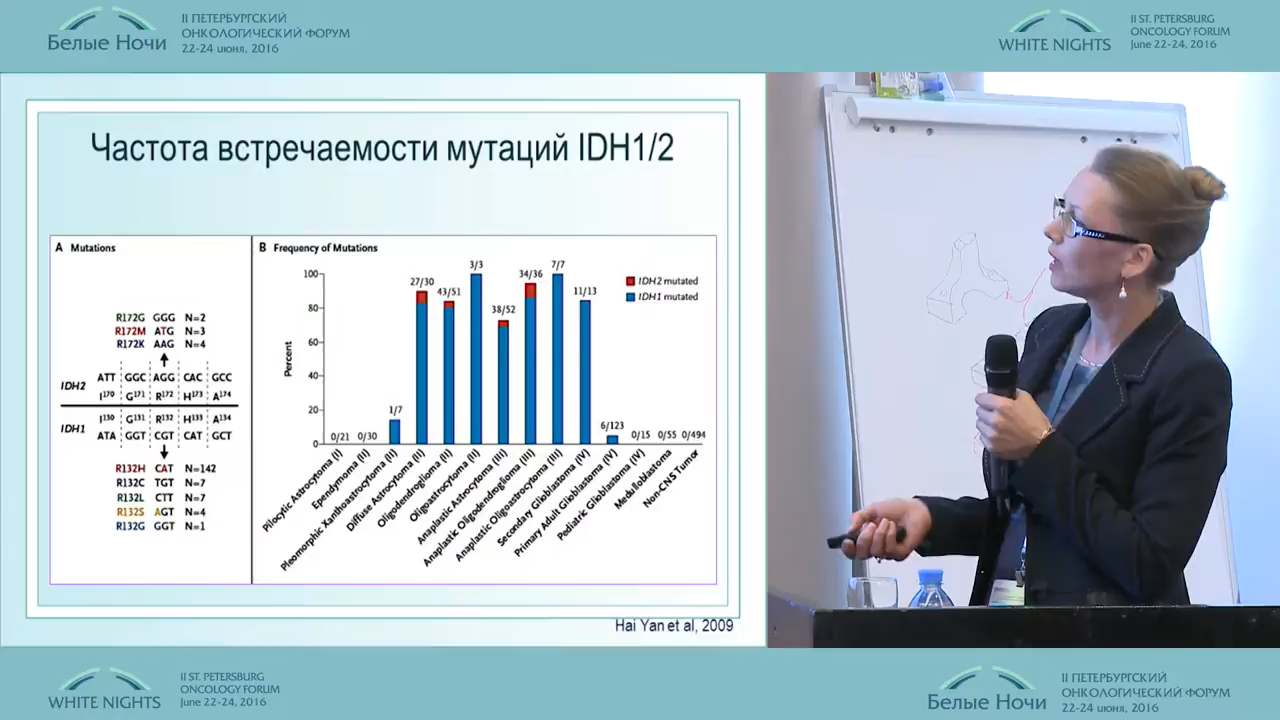 Белые Ночи
II ПЕТЕРБУРГСКИЙ
ОНКОЛОГИЧЕСКИЙ ФОРУМ
22-24 июня, 2016
WHITE NIGHTS
II ST. PETERSBURG
ONCOLOGY FORUM
June 22-24, 2016
Частота встречаемости мутаций IDH1/2
A Mutations
R172G GGG N=2
R172M ATG N=3
R172K AAG N=4
IDH2
ATT GGC AGG CAC GCC
I170 G171 R172 H173 A174
IDH1
I130 G131 R132 H133 A134
ATA GGT CGT CAT GCT
R132H CAT N=142
R132C TGT N=7
R132L CTT N=7
R132S AGT N=4
R132G GGT N=1
B Frequency of Mutations
IDH2 mutated
IDH1 mutated
Percent
100
80
60
40
20
0
0/21 0/30 1/7 27/30 43/51 3/3 38/52 34/36 7/7 11/13 6/123 0/15 0/55 0/494
Pilocytic Astrocytoma (I)
Ependymoma (II)
Pleomorphic Xanthoastrocytoma (II)
Diffuse Astrocytoma (II)
Oligodendroglioma (II)
Oligoastrocytoma (II)
Anaplastic Astrocytoma (III)
Anaplastic Oligodendroglioma (III)
Anaplastic Oligoastrocytoma (III)
Secondary Glioblastoma (IV)
Primary Adult Glioblastoma (IV)
Pediatric Glioblastoma (IV)
Medulloblastoma
Non-CNS Tumor
Hai Yan et al, 2009
WHITE NIGHTS
II ST. PETERSBURG
ONCOLOGY FORUM
June 22-24, 2016
Белые Ночи
II ПЕТЕРБУРГСКИЙ
ОНКОЛОГИЧЕСКИЙ ФОРУМ
22-24 июня, 2016